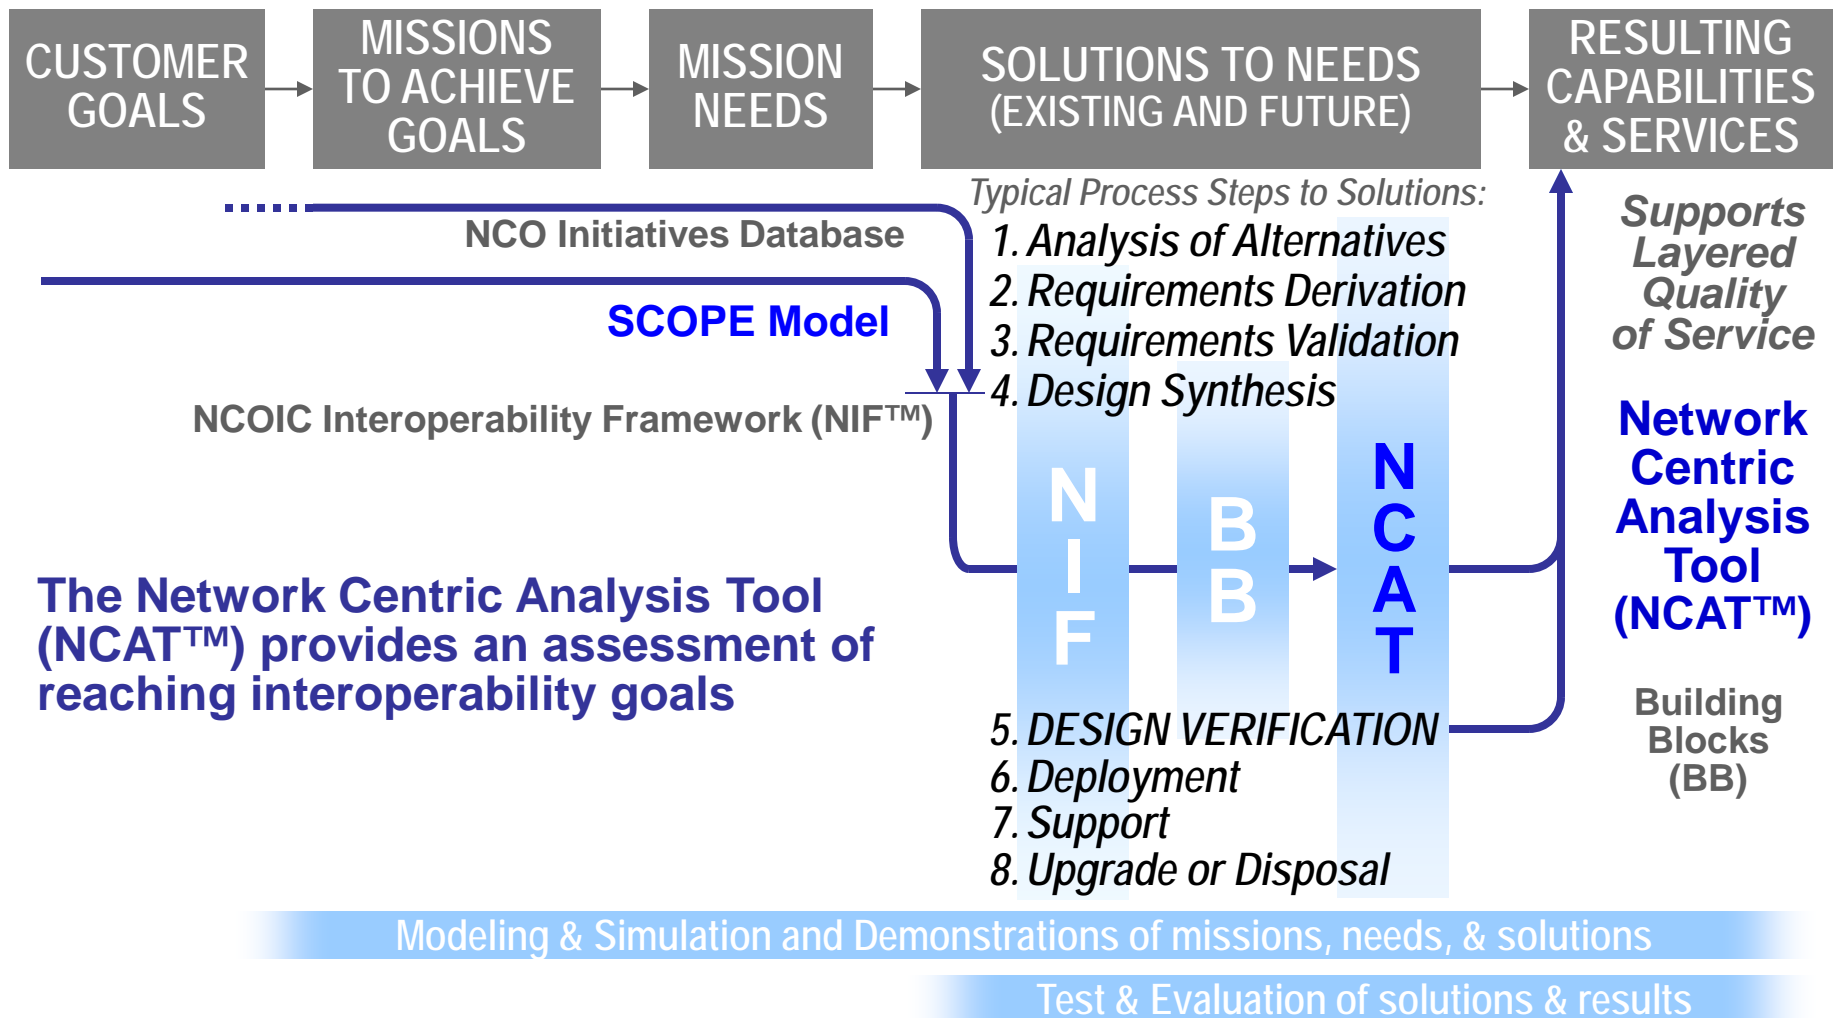 CUSTOMER
GOALS
MISSIONS
TO ACHIEVE
GOALS
MISSION
NEEDS
SOLUTIONS TO NEEDS
(EXISTING AND FUTURE)
RESULTING
CAPABILITIES
& SERVICES
NCO Initiatives Database
SCOPE Model
NCOIC Interoperability Framework (NIF™)
The Network Centric Analysis Tool
(NCAT™) provides an assessment of
reaching interoperability goals
Typical Process Steps to Solutions:
1. Analysis of Alternatives
2. Requirements Derivation
3. Requirements Validation
4. Design Synthesis
N
I
F
B
B
N
C
A
T
5. DESIGN VERIFICATION
6. Deployment
7. Support
8. Upgrade or Disposal
Supports
Layered
Quality
of Service
Network
Centric
Analysis
Tool
(NCAT™)
Building
Blocks
(BB)
Modeling & Simulation and Demonstrations of missions, needs, & solutions
Test & Evaluation of solutions & results